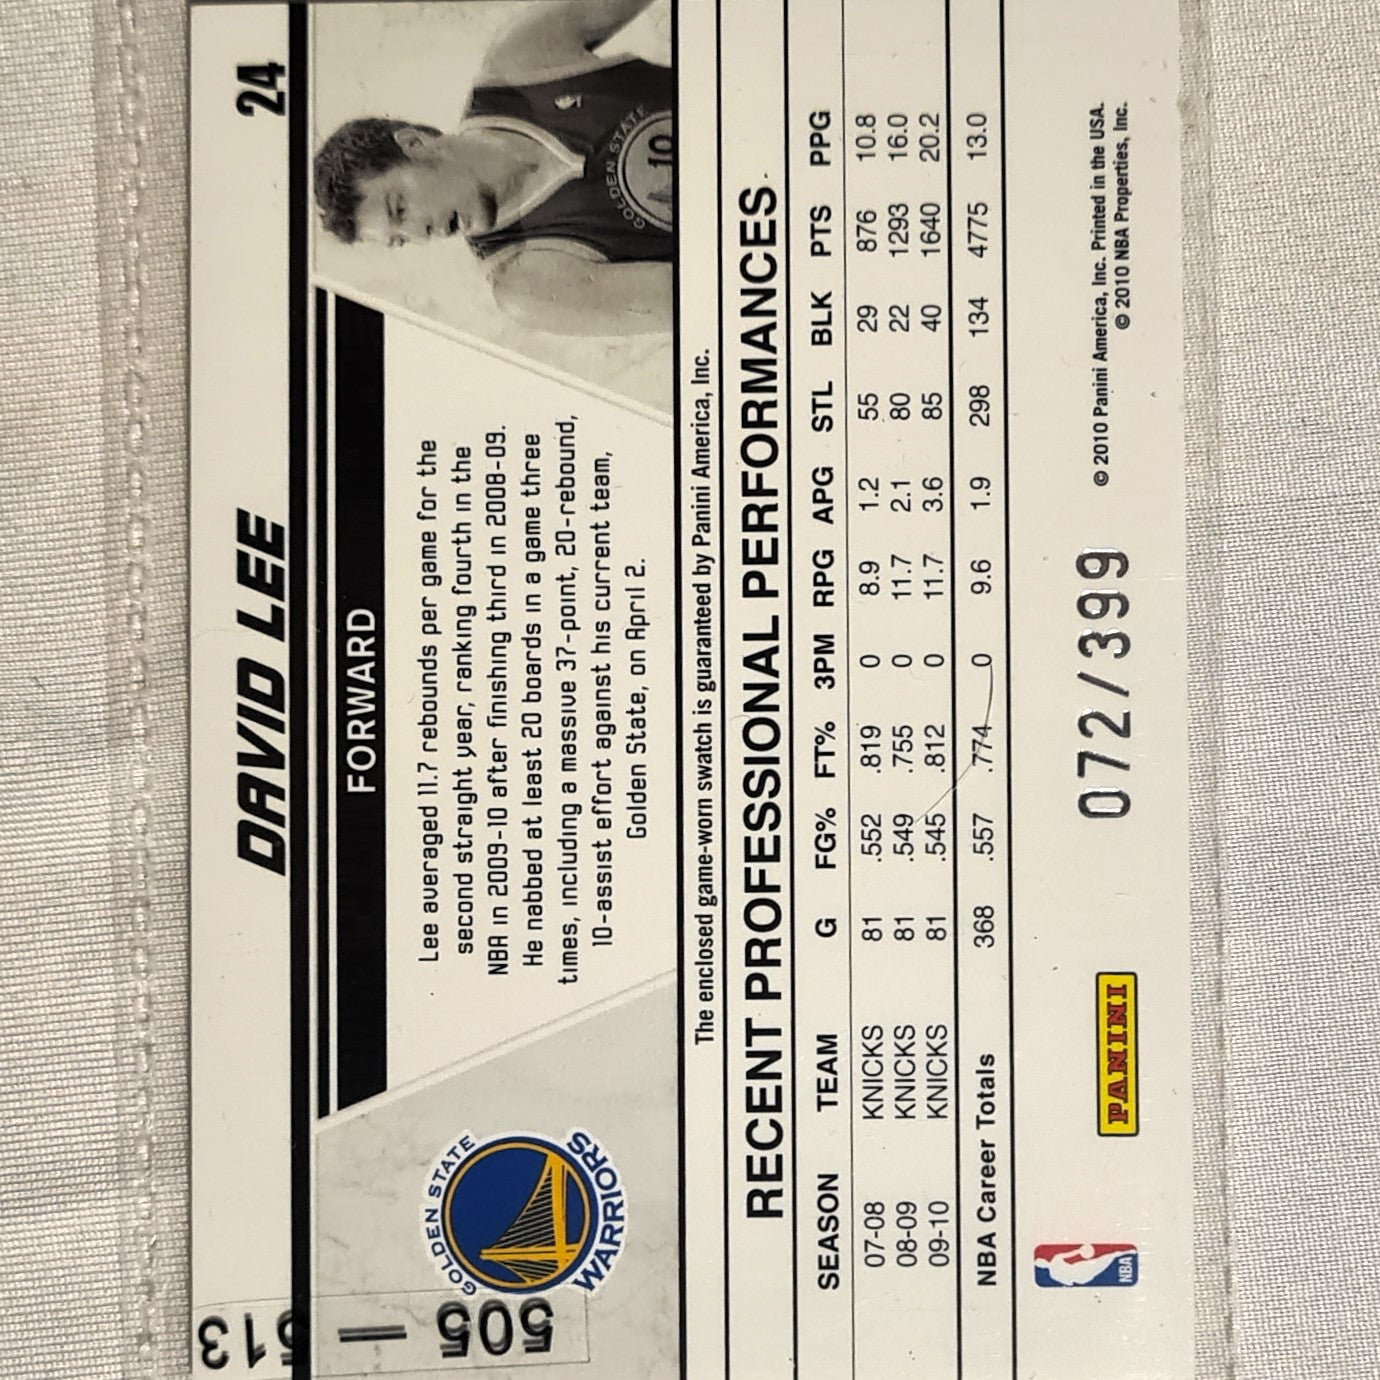 DAVID LEE 24
FORWARD
Lee averaged 11.7 rebounds per game for the
second straight year, ranking fourth in the
NBA in 2009-10 after finishing third in 2008-09.
He nabbed at least 20 boards in a game three
times, including a massive 37-point, 20-rebound,
10-assist effort against his current team,
Golden State, on April 2.
GOLDEN STATE
WARRIORS
GOLDEN STATE
10
The enclosed game-worn swatch is guaranteed by Panini America, Inc.
RECENT PROFESSIONAL PERFORMANCES
SEASON TEAM G FG% FT% 3PM RPG APG STL BLK PTS PPG
07-08 KNICKS 81 .552 .819 0 8.9 1.2 55 29 876 10.8
08-09 KNICKS 81 .549 .755 0 11.7 2.1 80 22 1293 16.0
09-10 KNICKS 81 .545 .812 0 11.7 3.6 85 40 1640 20.2
NBA Career Totals 368 .557 .774 0 9.6 1.9 298 134 4775 13.0
NBA
PANINI
072/399
© 2010 Panini America, Inc. Printed in the USA.
© 2010 NBA Properties, Inc.